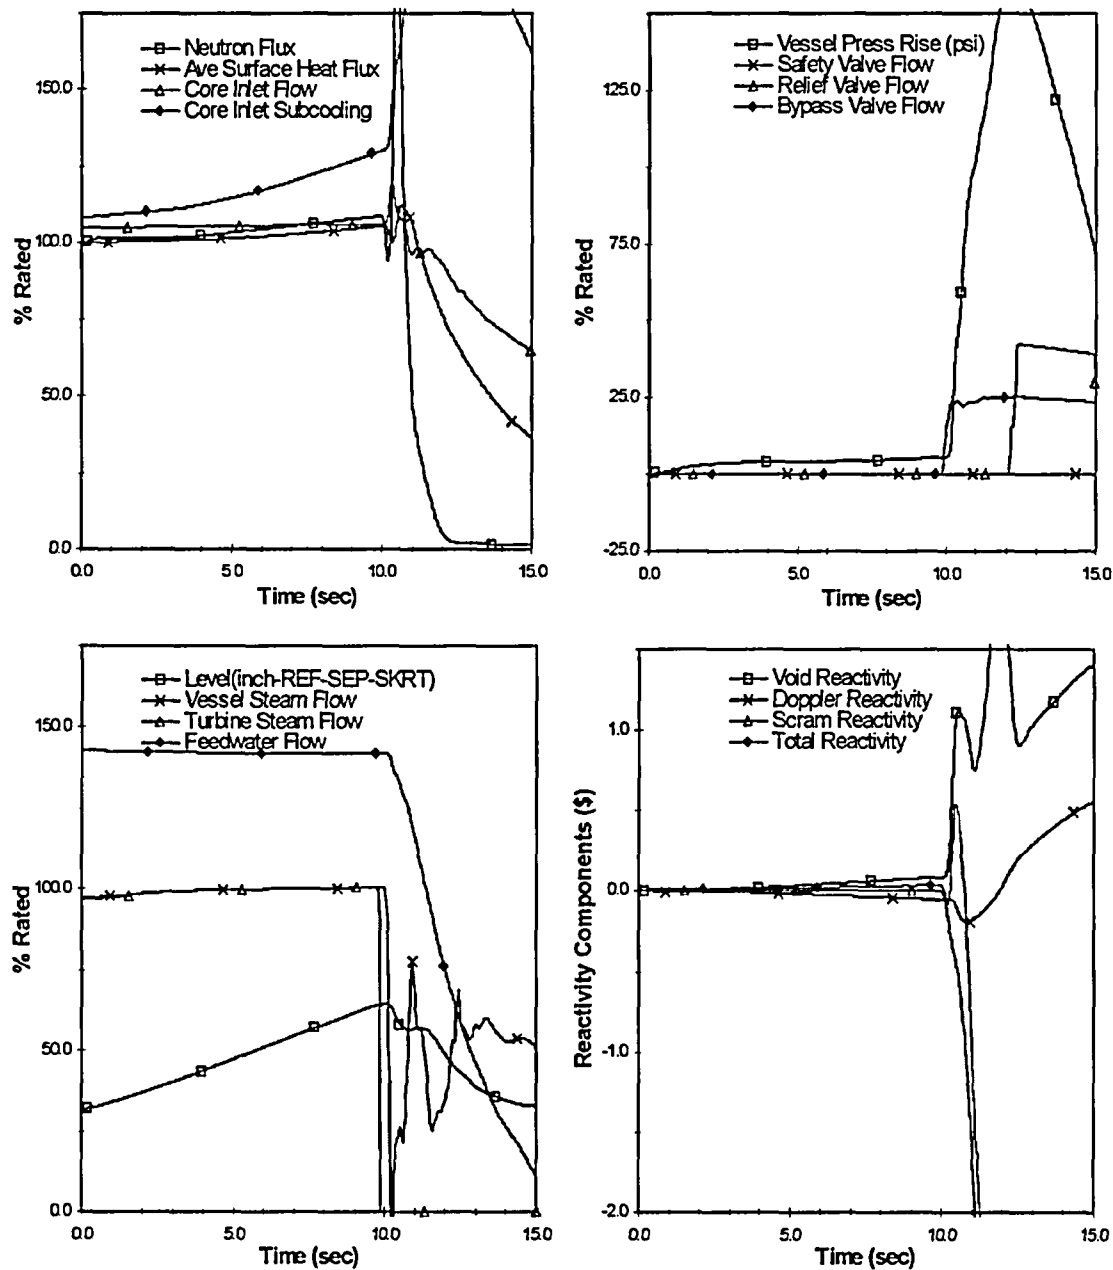 Neutron Flux
Ave Surface Heat Flux
Core Inlet Flow
Core Inlet Subcooling
150.0
100.0
50.0
0.0
% Rated
0.0 5.0 10.0 15.0
Time (sec)
Vessel Press Rise (psi)
Safety Valve Flow
Relief Valve Flow
Bypass Valve Flow
125.0
75.0
25.0
-25.0
% Rated
0.0 5.0 10.0 15.0
Time (sec)
Level(inch-REF-SEP-SKRT)
Vessel Steam Flow
Turbine Steam Flow
Feedwater Flow
150.0
100.0
50.0
0.0
% Rated
0.0 5.0 10.0 15.0
Time (sec)
Void Reactivity
Doppler Reactivity
Scram Reactivity
Total Reactivity
1.0
0.0
-1.0
-2.0
Reactivity Components ($)
0.0 5.0 10.0 15.0
Time (sec)